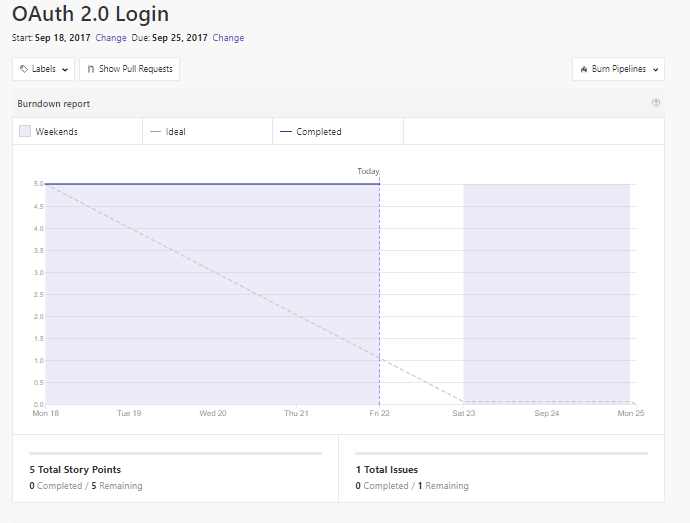 OAuth 2.0 Login
Start: Sep 18, 2017 Change Due: Sep 25, 2017 Change
Labels Show Pull Requests Burn Pipelines
Burndown report
Weekends Ideal Completed
Today
5.0
4.5
4.0
3.5
3.0
2.5
2.0
1.5
1.0
0.5
0.0
Mon 18 Tue 19 Wed 20 Thu 21 Fri 22 Sat 23 Sep 24 Mon 25
5 Total Story Points
0 Completed / 5 Remaining
1 Total Issues
0 Completed / 1 Remaining